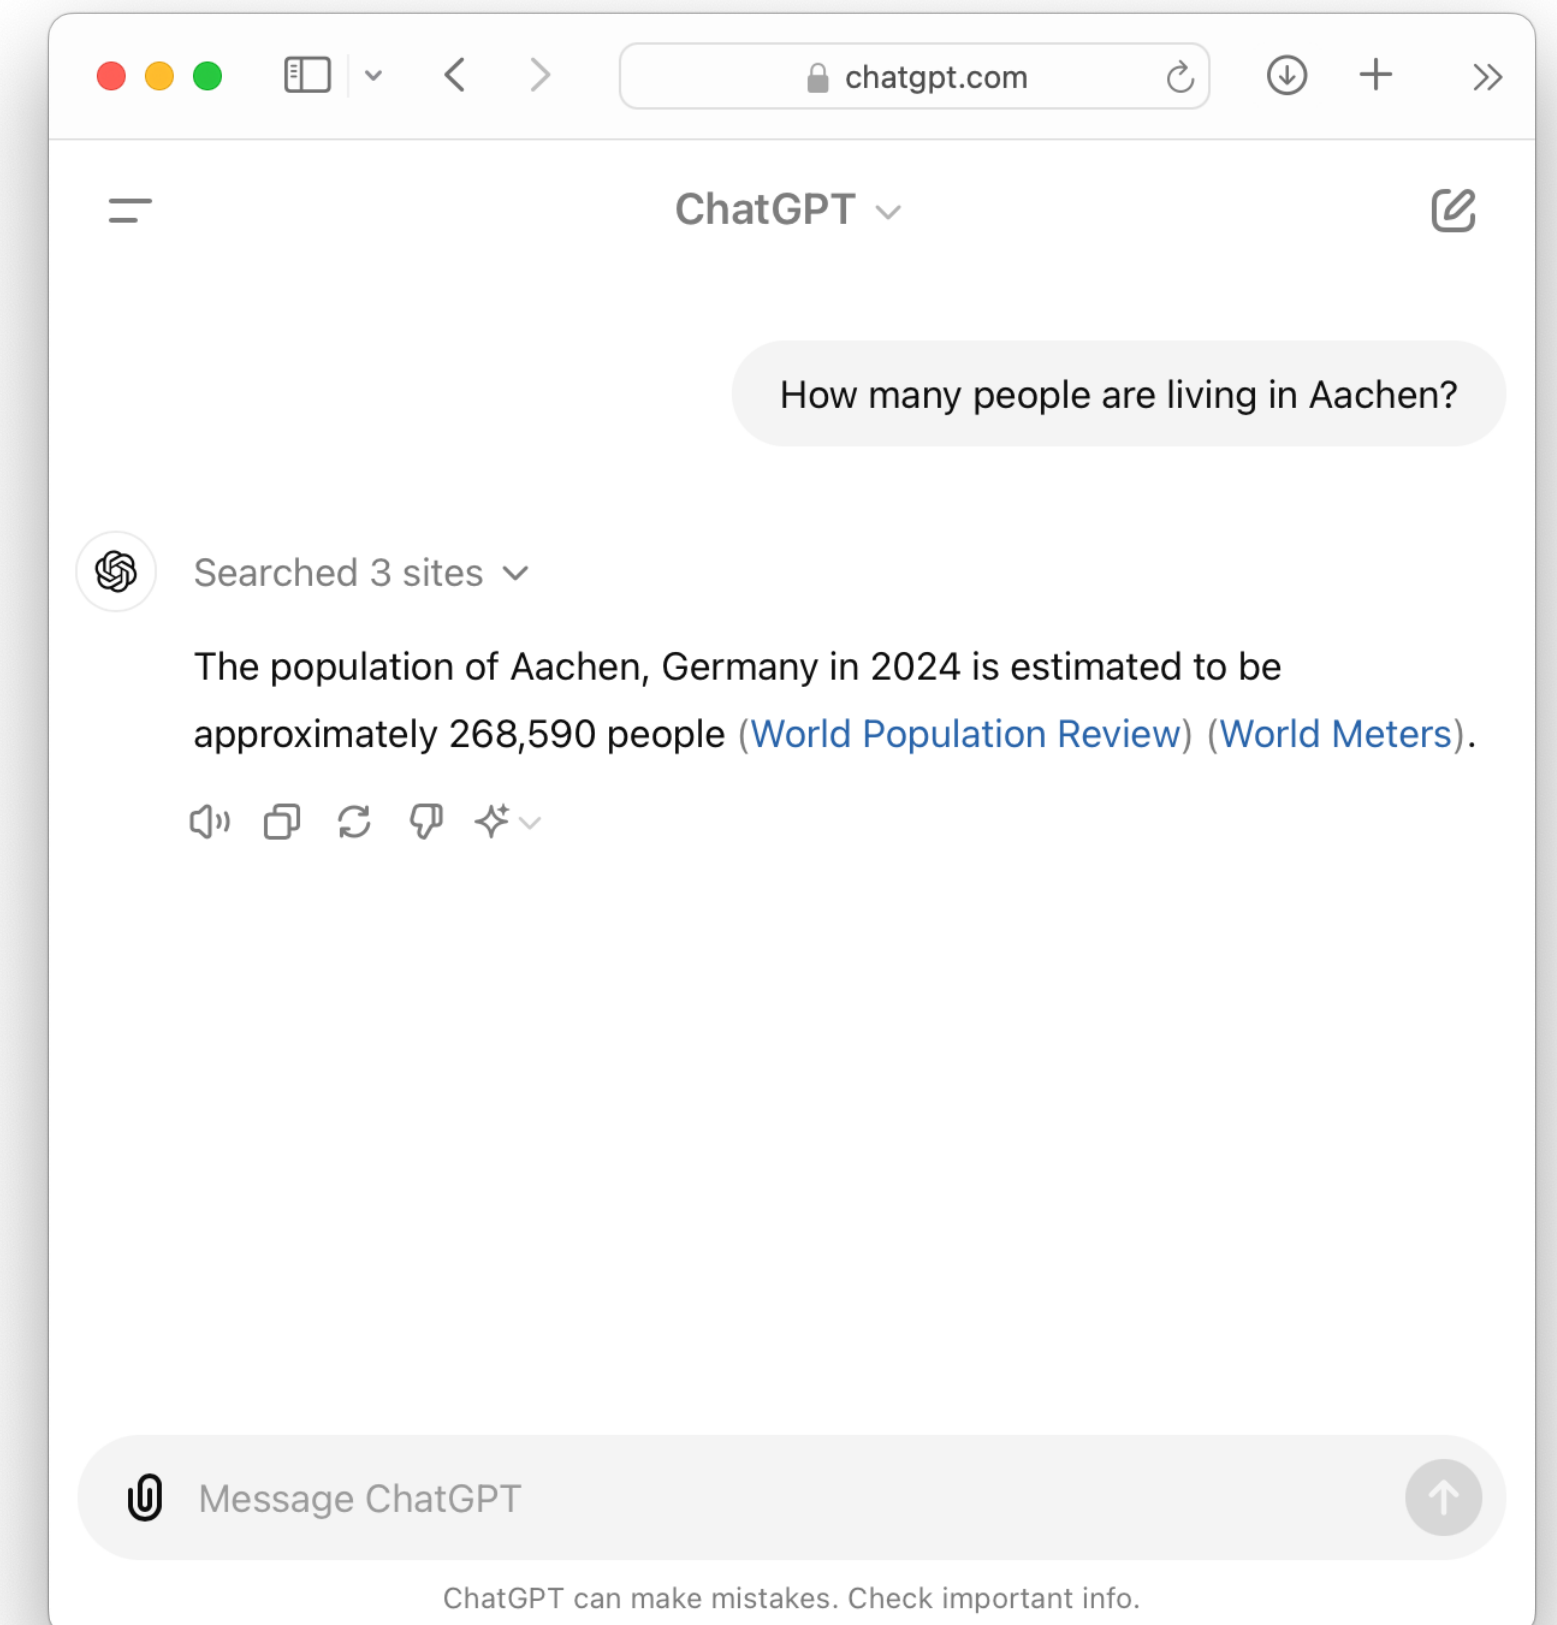 chatgpt.com
ChatGPT
How many people are living in Aachen?
Searched 3 sites
The population of Aachen, Germany in 2024 is estimated to be
approximately 268,590 people (World Population Review) (World Meters).
Message ChatGPT
ChatGPT can make mistakes. Check important info.